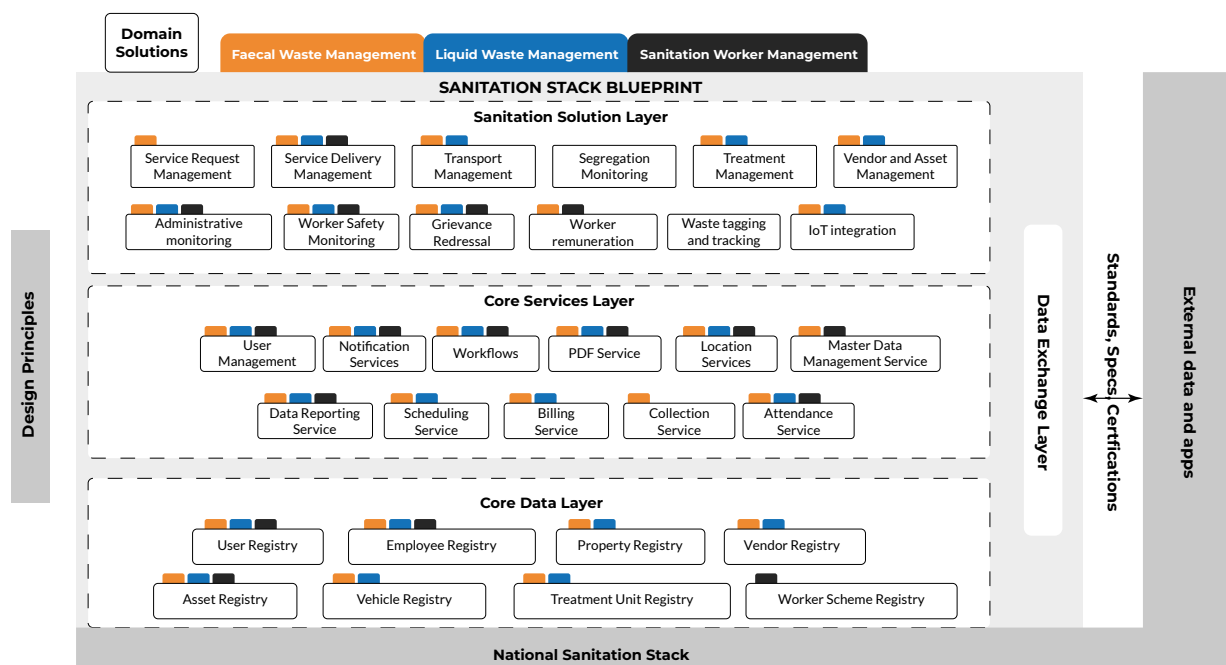 Domain
Solutions
Faecal Waste Management
Liquid Waste Management
Sanitation Worker Management
SANITATION STACK BLUEPRINT
Sanitation Solution Layer
Service Request
Management
Service Delivery
Management
Transport
Management
Segregation
Monitoring
Treatment
Management
Vendor and Asset
Management
Administrative
monitoring
Worker Safety
Monitoring
Grievance
Redressal
Worker
remuneration
Waste tagging
and tracking
IoT integration
Core Services Layer
User
Management
Notification
Services
Workflows
PDF Service
Location
Services
Master Data
Management Service
Data Reporting
Service
Scheduling
Service
Billing
Service
Collection
Service
Attendance
Service
Core Data Layer
User Registry
Employee Registry
Property Registry
Vendor Registry
Asset Registry
Vehicle Registry
Treatment Unit Registry
Worker Scheme Registry
National Sanitation Stack
Design Principles
Data Exchange Layer
Standards, Specs, Certfications
External data and apps